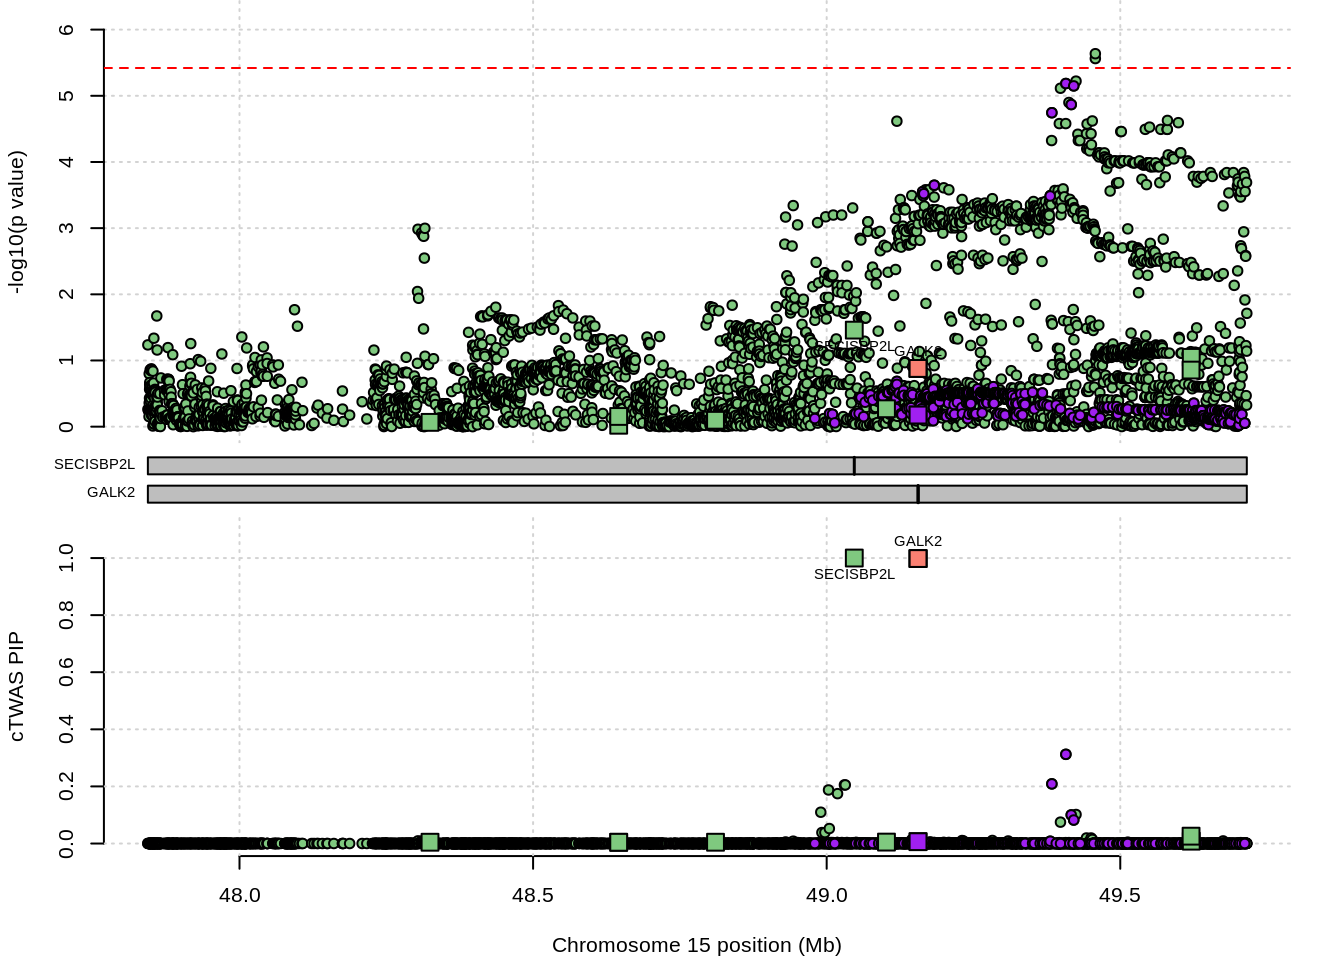 6
5
4
3
2
1
0
-log10(p value)
SECISBP2L
GALK2
SECISBP2L
GALK2
1.0
0.8
0.6
0.4
0.2
0.0
cTWAS PIP
GALK2
SECISBP2L
48.0 48.5 49.0 49.5
Chromosome 15 position (Mb)